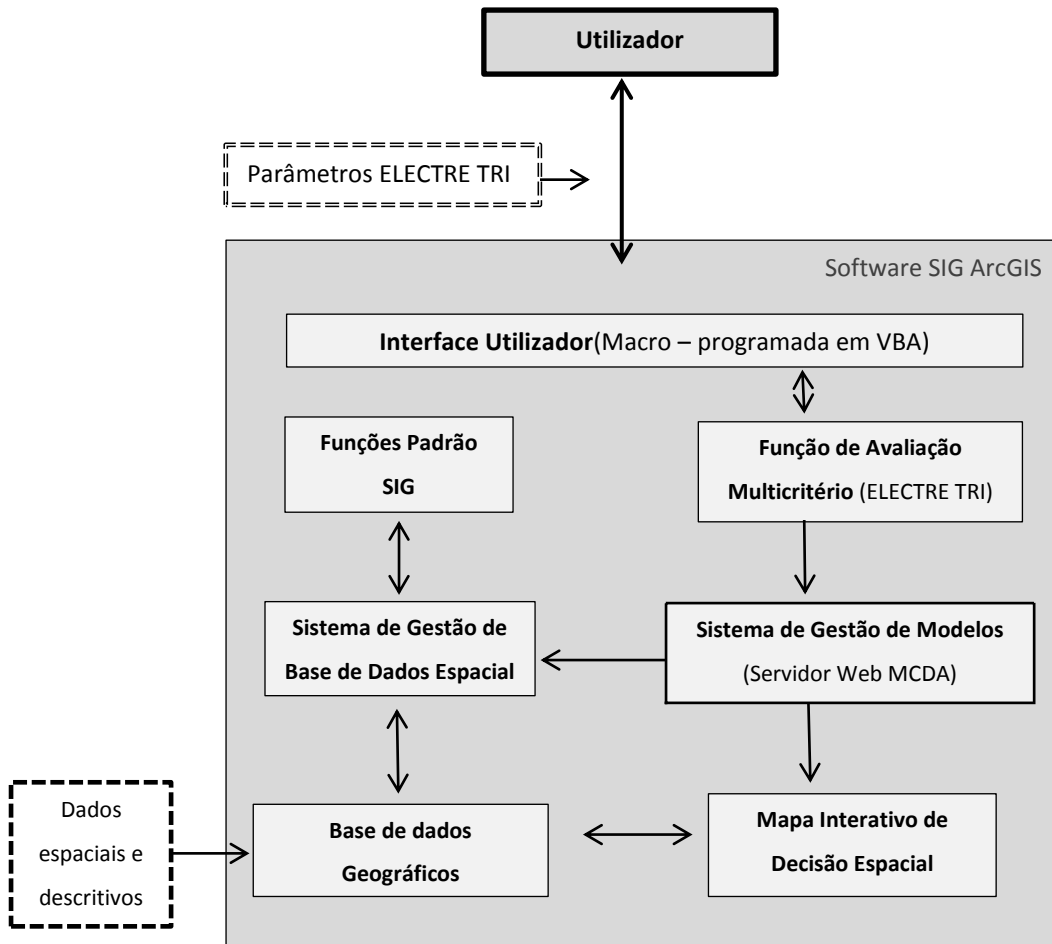 Utilizador
Parâmetros ELECTRE TRI
Software SIG ArcGIS
Interface Utilizador(Macro – programada em VBA)
Funções Padrão
SIG
Função de Avaliação
Multicritério (ELECTRE TRI)
Sistema de Gestão de
Base de Dados Espacial
Sistema de Gestão de Modelos
(Servidor Web MCDA)
Dados
espaciais e
descritivos
Base de dados
Geográficos
Mapa Interativo de
Decisão Espacial